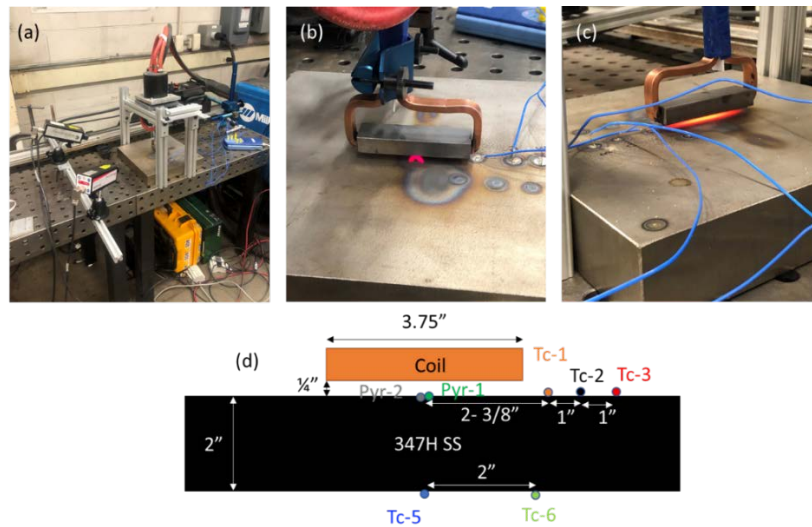 (a)
(b)
(c)
Mill
3.75”
(d)
Coil
Tc-1
Tc-2
Tc-3
¼”
Pyr-2
Pyr-1
2- 3/8”
1”
1”
2”
347H SS
2”
Tc-5
Tc-6